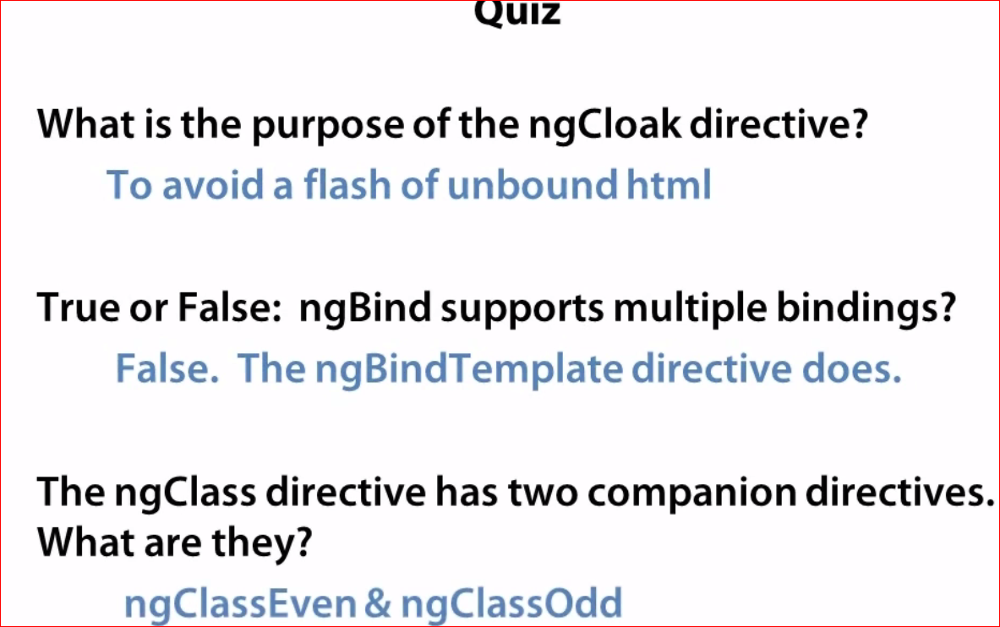 Quiz
What is the purpose of the ngCloak directive?
To avoid a flash of unbound html
True or False:  ngBind supports multiple bindings?
False.  The ngBindTemplate directive does.
The ngClass directive has two companion directives.
What are they?
ngClassEven & ngClassOdd